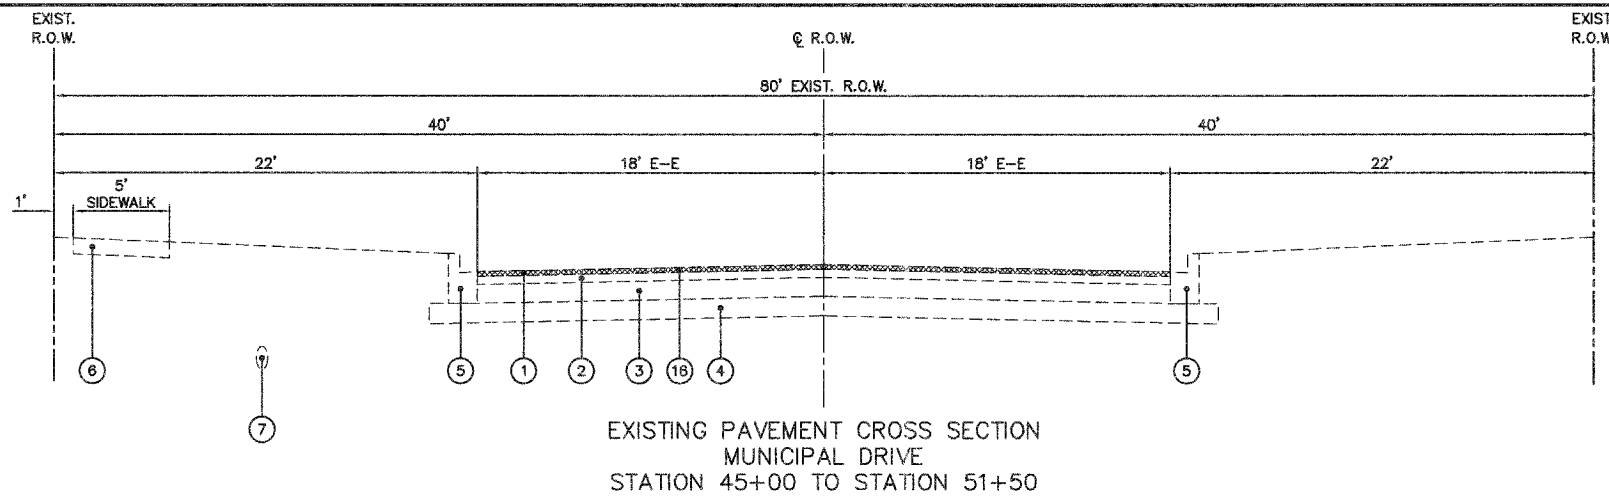 EXIST.
R.O.W.
℄ R.O.W.
EXIST
R.O.W
80' EXIST. R.O.W.
40'
40'
22'
18' E-E
18' E-E
22'
1'
5'
SIDEWALK
6
5
1
2
3
16
4
5
7
EXISTING PAVEMENT CROSS SECTION
MUNICIPAL DRIVE
STATION 45+00 TO STATION 51+50